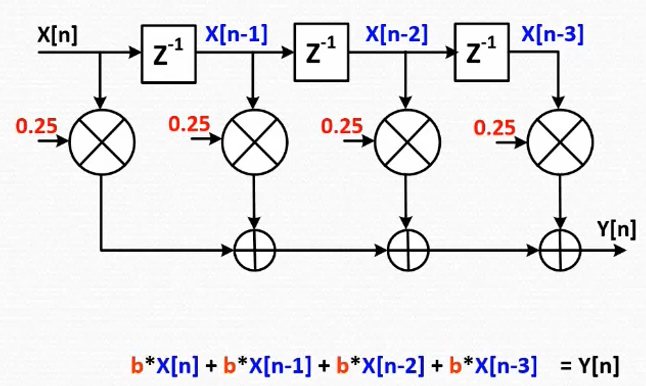 X[n] Z-1 X[n-1] Z-1 X[n-2] Z-1 X[n-3]
0.25 0.25 0.25 0.25
Y[n]
b*X[n] + b*X[n-1] + b*X[n-2] + b*X[n-3] = Y[n]